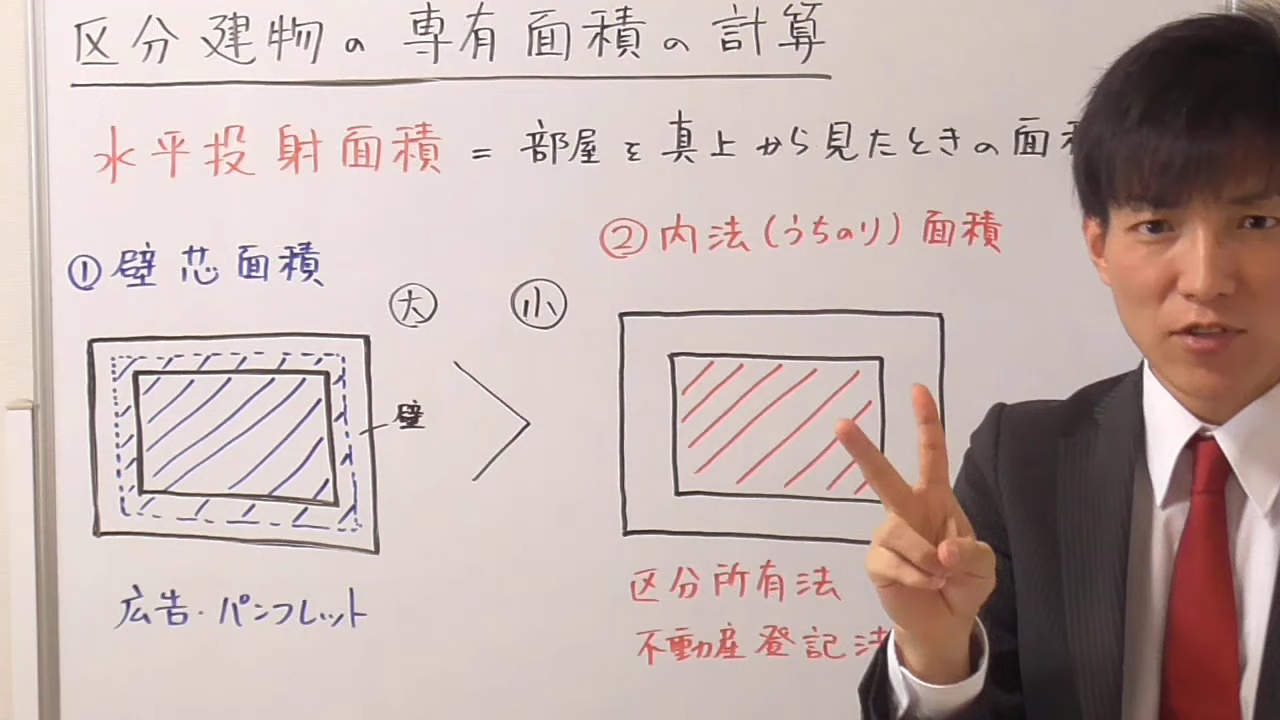 区分建物の専有面積の計算
水平投射面積 = 部屋を真上から見たときの面積
①壁芯面積
②内法(うちのり)面積
大
小
壁
広告・パンフレット
区分所有法
不動産登記法